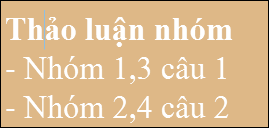 Thảo luận nhóm
- Nhóm 1,3 câu 1
- Nhóm 2,4 câu 2